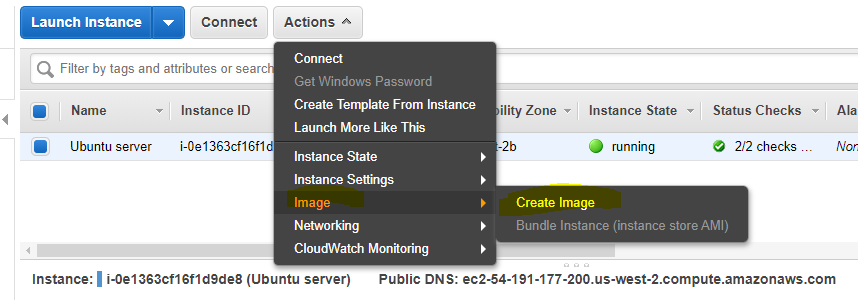 Launch Instance Connect Actions
Connect
Filter by tags and attributes or search
Get Windows Password
Create Template From Instance
Name Instance ID bility Zone Instance State Status Checks Ala
Launch More Like This
Ubuntu server i-0e1363cf16f1d t-2b running 2/2 checks ... Non
Instance State
Instance Settings
Image Create Image
Networking Bundle Instance (instance store AMI)
CloudWatch Monitoring
Instance: i-0e1363cf16f1d9de8 (Ubuntu server) Public DNS: ec2-54-191-177-200.us-west-2.compute.amazonaws.com